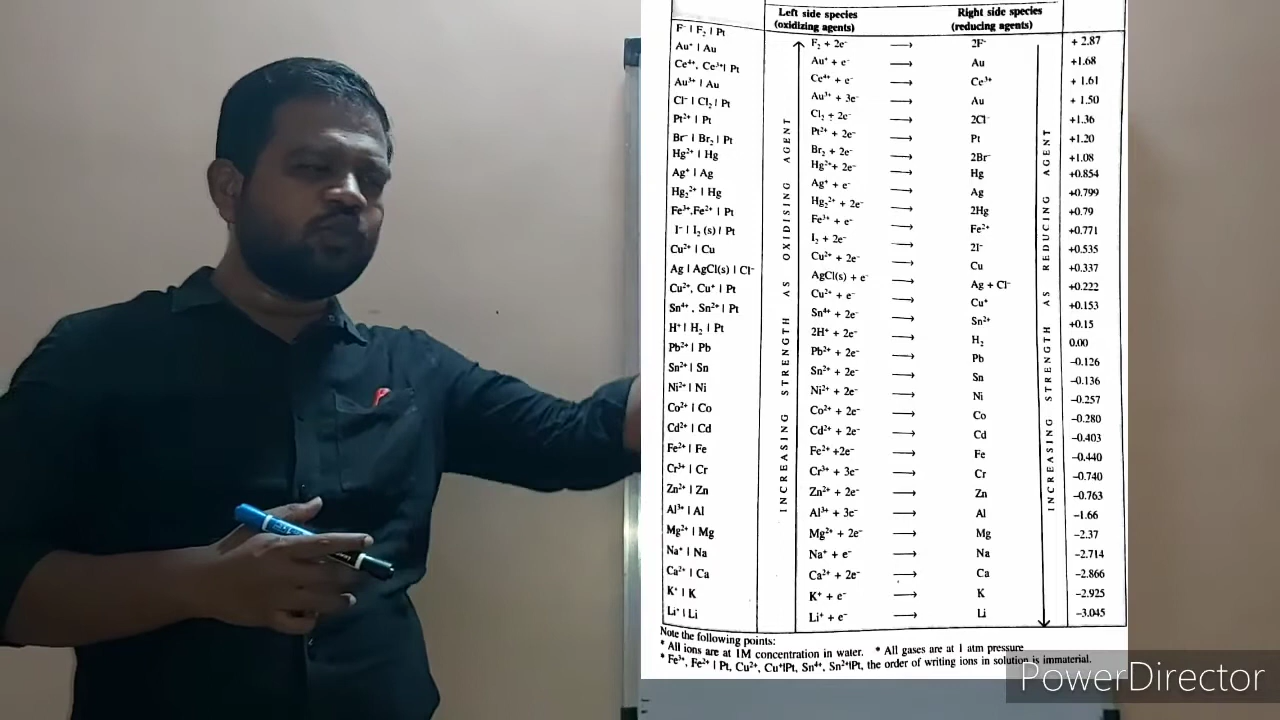 Left side species Right side species
(oxidizing agents) (reducing agents)
F⁻ | F₂ | Pt F₂ + 2e⁻ ⟶ 2F⁻ + 2.87
Au⁺ | Au Au⁺ + e⁻ ⟶ Au +1.68
Ce⁴⁺, Ce³⁺ | Pt Ce⁴⁺ + e⁻ ⟶ Ce³⁺ + 1.61
Au³⁺ | Au Au³⁺ + 3e⁻ ⟶ Au + 1.50
Cl⁻ | Cl₂ | Pt Cl₂ + 2e⁻ ⟶ 2Cl⁻ +1.36
Pt²⁺ | Pt Pt²⁺ + 2e⁻ ⟶ Pt +1.20
Br⁻ | Br₂ | Pt Br₂ + 2e⁻ ⟶ 2Br⁻ +1.08
Hg²⁺ | Hg Hg²⁺ + 2e⁻ ⟶ Hg +0.854
Ag⁺ | Ag Ag⁺ + e⁻ ⟶ Ag +0.799
Hg₂²⁺ | Hg Hg₂²⁺ + 2e⁻ ⟶ 2Hg +0.79
Fe³⁺,Fe²⁺ | Pt Fe³⁺ + e⁻ ⟶ Fe²⁺ +0.771
I⁻ | I₂ (s) | Pt I₂ + 2e⁻ ⟶ 2I⁻ +0.535
Cu²⁺ | Cu Cu²⁺ + 2e⁻ ⟶ Cu +0.337
Ag | AgCl(s) | Cl⁻ AgCl(s) + e⁻ ⟶ Ag + Cl⁻ +0.222
Cu²⁺, Cu⁺ | Pt Cu²⁺ + e⁻ ⟶ Cu⁺ +0.153
Sn⁴⁺ , Sn²⁺ | Pt Sn⁴⁺ + 2e⁻ ⟶ Sn²⁺ +0.15
H⁺ | H₂ | Pt 2H⁺ + 2e⁻ ⟶ H₂ 0.00
Pb²⁺ | Pb Pb²⁺ + 2e⁻ ⟶ Pb −0.126
Sn²⁺ | Sn Sn²⁺ + 2e⁻ ⟶ Sn −0.136
Ni²⁺ | Ni Ni²⁺ + 2e⁻ ⟶ Ni −0.257
Co²⁺ | Co Co²⁺ + 2e⁻ ⟶ Co −0.280
Cd²⁺ | Cd Cd²⁺ + 2e⁻ ⟶ Cd −0.403
Fe²⁺ | Fe Fe²⁺ +2e⁻ ⟶ Fe −0.440
Cr³⁺ | Cr Cr³⁺ + 3e⁻ ⟶ Cr −0.740
Zn²⁺ | Zn Zn²⁺ + 2e⁻ ⟶ Zn −0.763
Al³⁺ | Al Al³⁺ + 3e⁻ ⟶ Al −1.66
Mg²⁺ | Mg Mg²⁺ + 2e⁻ ⟶ Mg −2.37
Na⁺ | Na Na⁺ + e⁻ ⟶ Na −2.714
Ca²⁺ | Ca Ca²⁺ + 2e⁻ ⟶ Ca −2.866
K⁺ | K K⁺ + e⁻ ⟶ K −2.925
Li⁺ | Li Li⁺ + e⁻ ⟶ Li −3.045
INCREASING STRENGTH AS OXIDISING AGENT
INCREASING STRENGTH AS REDUCING AGENT
Note the following points:
* All ions are at 1M concentration in water. * All gases are at 1 atm pressure
* Fe³⁺, Fe²⁺ | Pt, Cu²⁺, Cu⁺|Pt, Sn⁴⁺, Sn²⁺|Pt, the order of writing ions in solution is immaterial.
PowerDirector